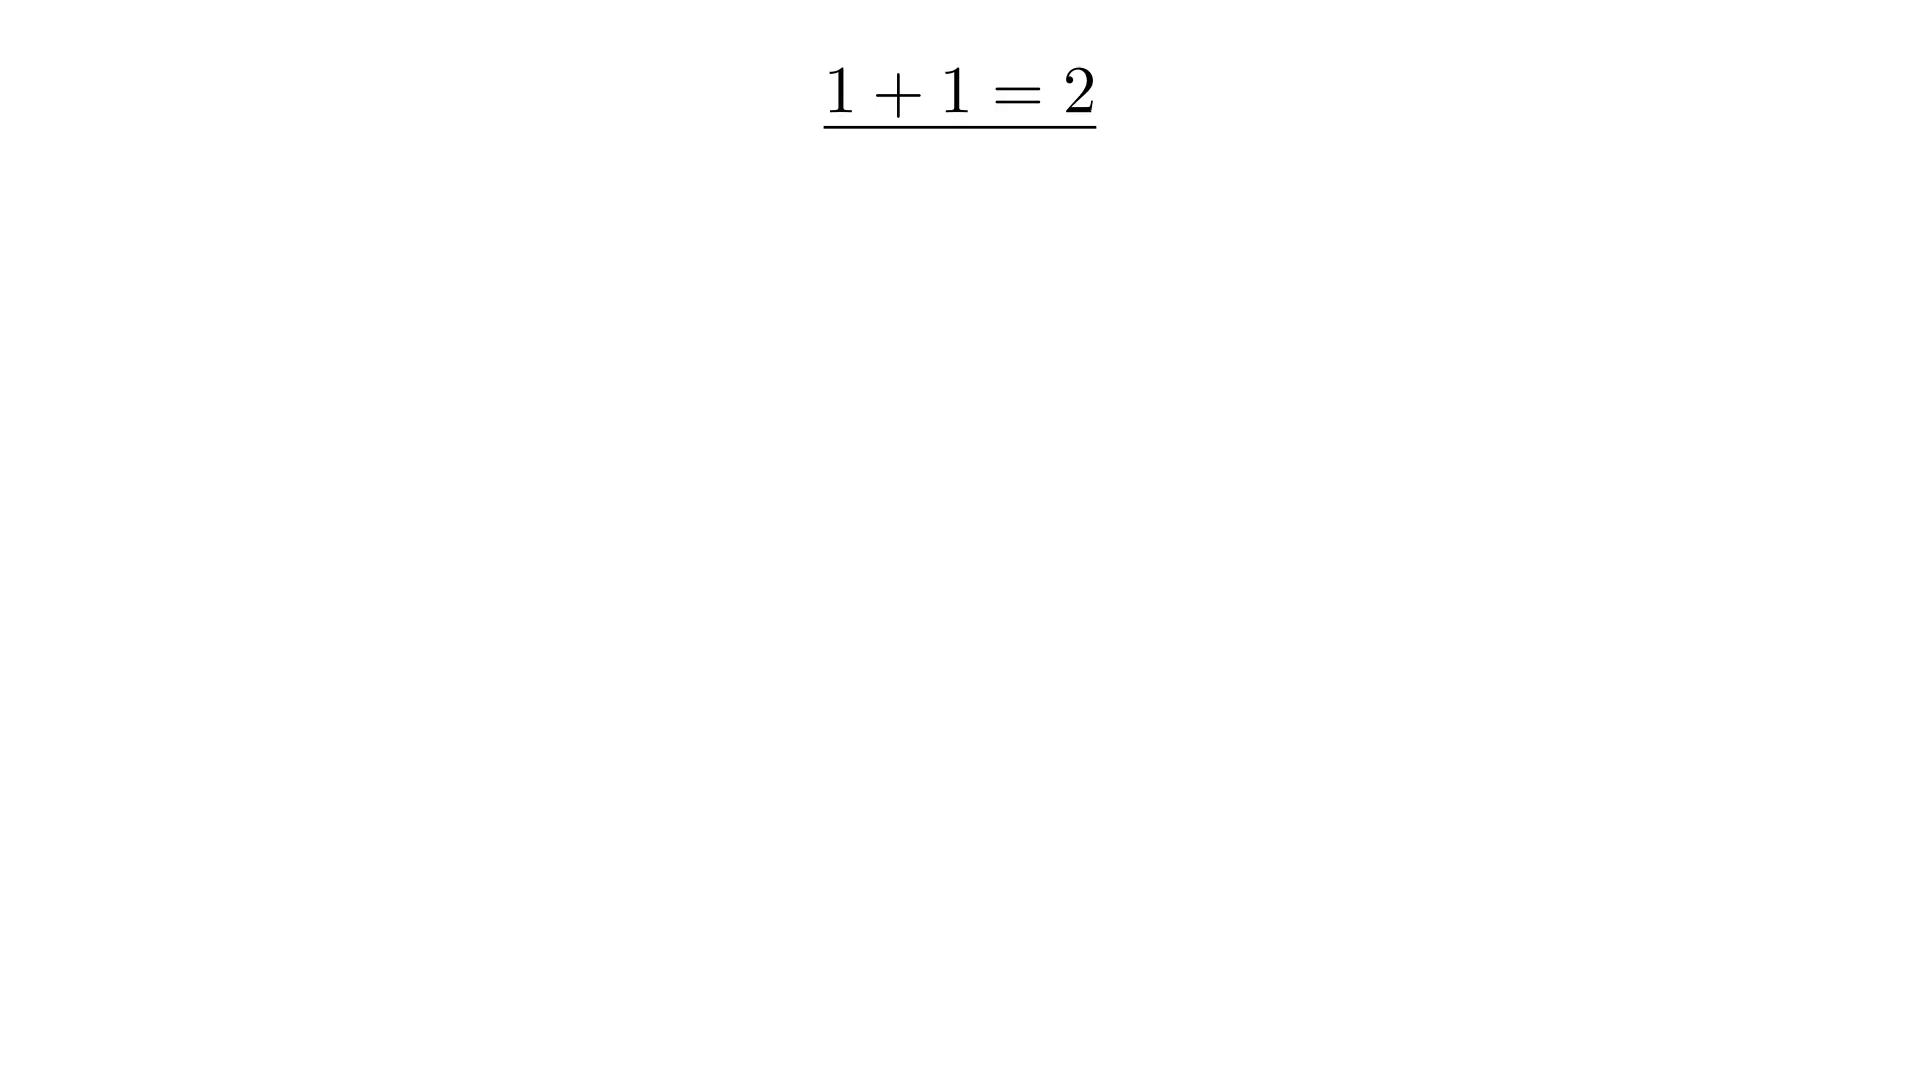 1 + 1 = 2